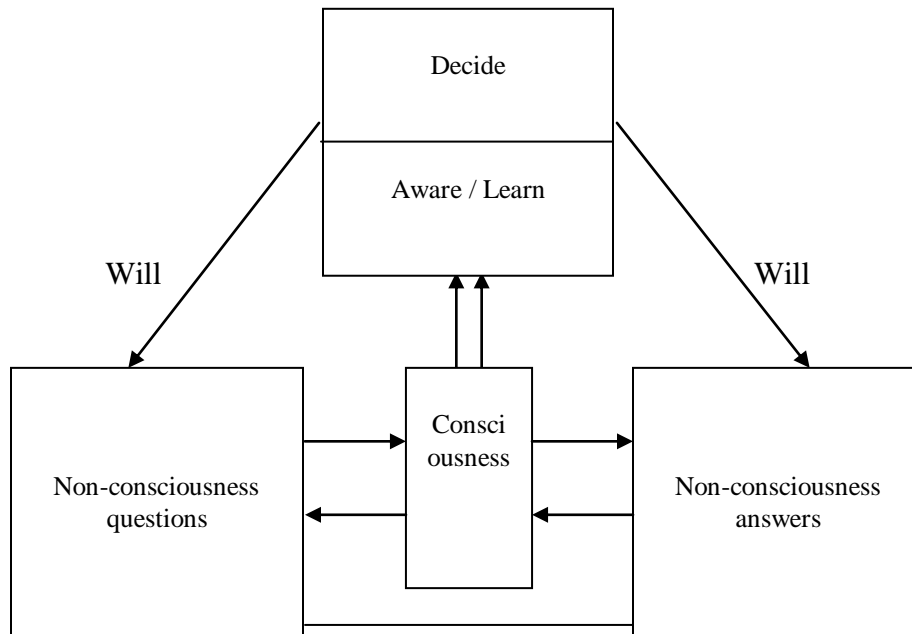 Decide
Aware / Learn
Will
Will
Consci
ousness
Non-consciousness
questions
Non-consciousness
answers